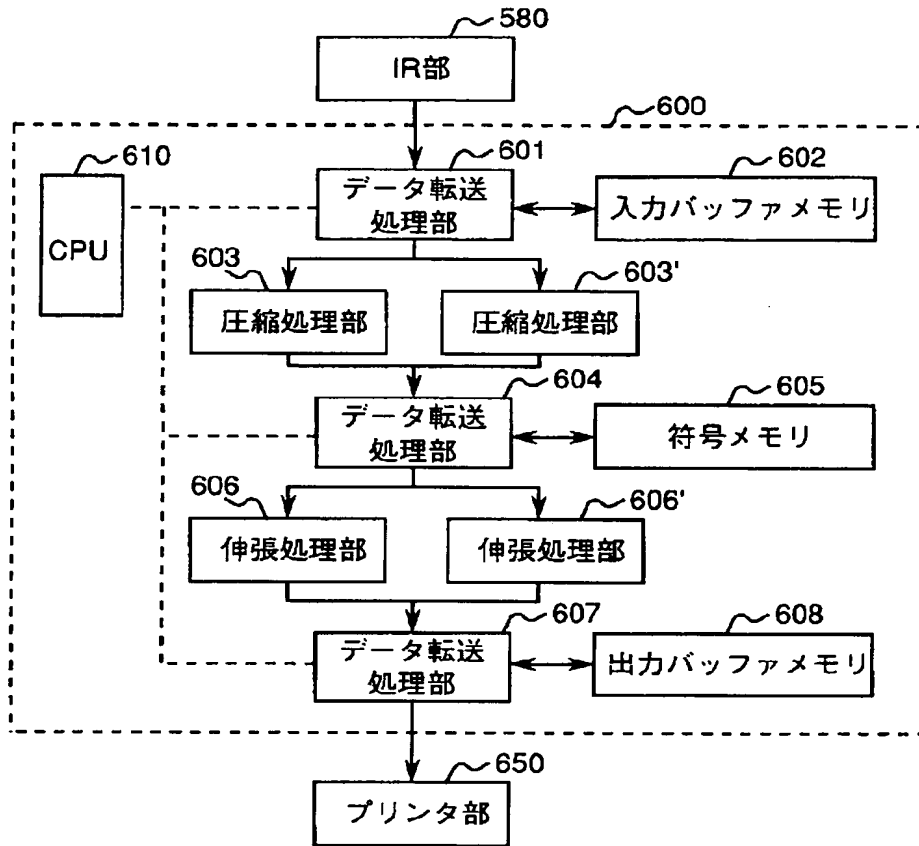 580
IR部
600
610
CPU
601
データ転送
処理部
602
入力バッファメモリ
603
圧縮処理部
603'
圧縮処理部
604
データ転送
処理部
605
符号メモリ
606
伸張処理部
606'
伸張処理部
607
データ転送
処理部
608
出力バッファメモリ
650
プリンタ部